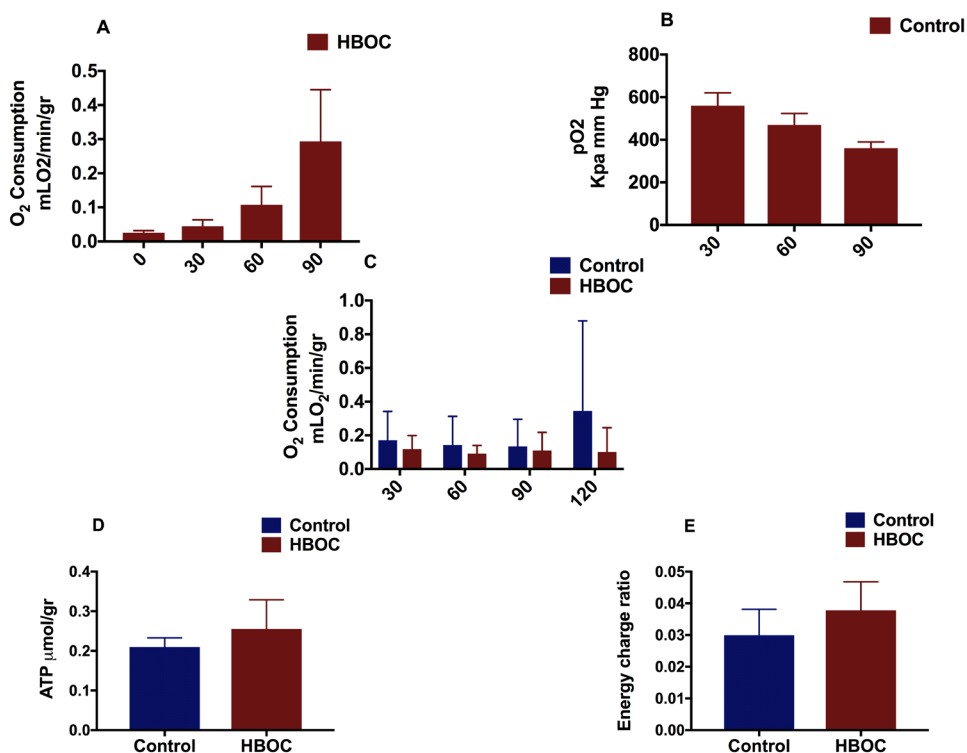 A
HBOC
O2 Consumption
mLO2/min/gr
0.5
0.4
0.3
0.2
0.1
0.0
0
30
60
90
B
Control
pO2
Kpa mm Hg
800
600
400
200
0
30
60
90
C
Control
HBOC
O2 Consumption
mLO2/min/gr
1.0
0.8
0.6
0.4
0.2
0.0
30
60
90
120
D
Control
HBOC
ATP μmol/gr
0.4
0.3
0.2
0.1
0.0
Control
HBOC
E
Control
HBOC
Energy charge ratio
0.05
0.04
0.03
0.02
0.01
0.00
Control
HBOC